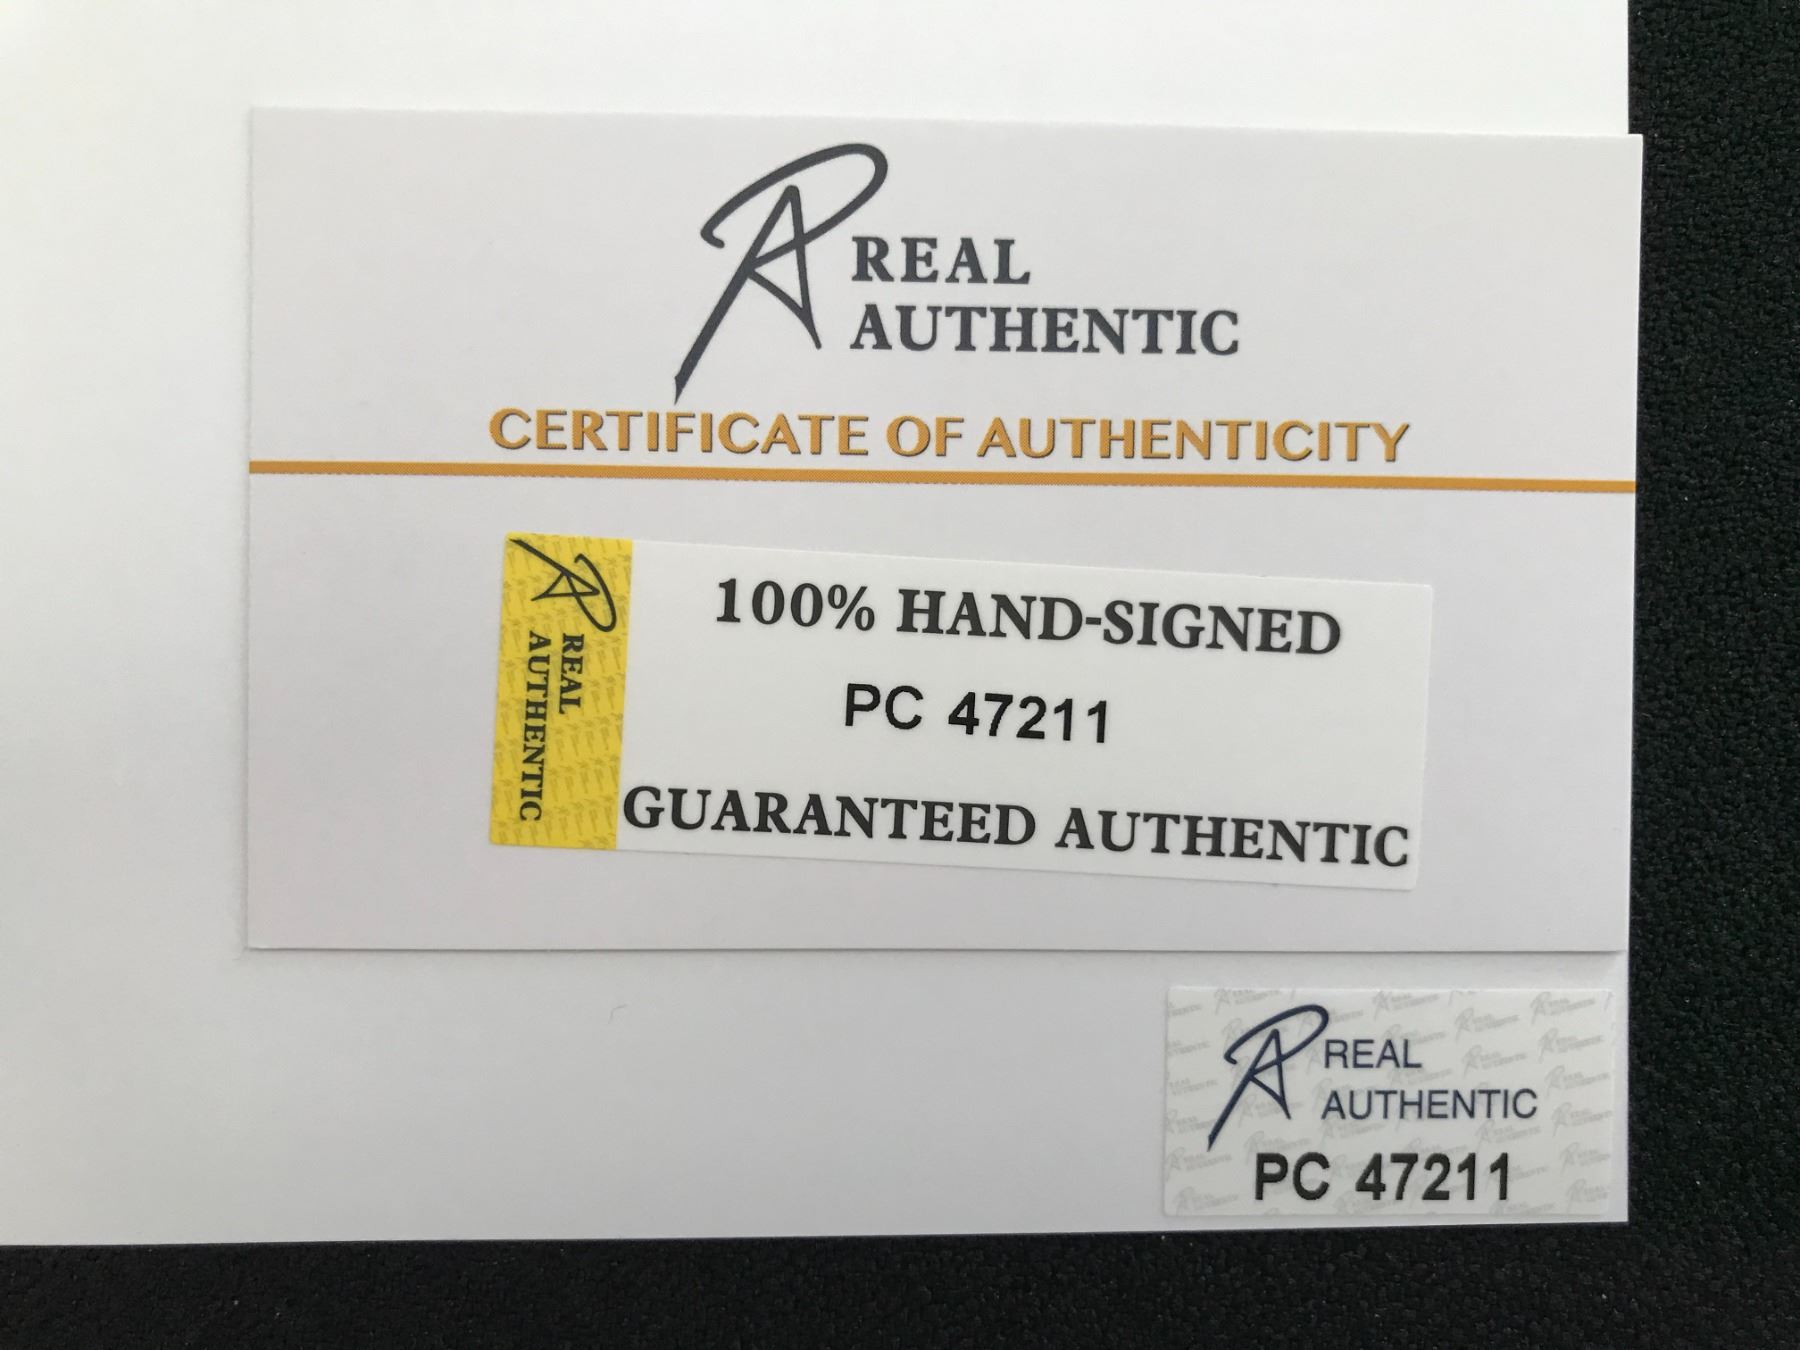 REAL
AUTHENTIC
CERTIFICATE OF AUTHENTICITY
REAL
AUTHENTIC
100% HAND-SIGNED
PC 47211
GUARANTEED AUTHENTIC
REAL
AUTHENTIC
PC 47211